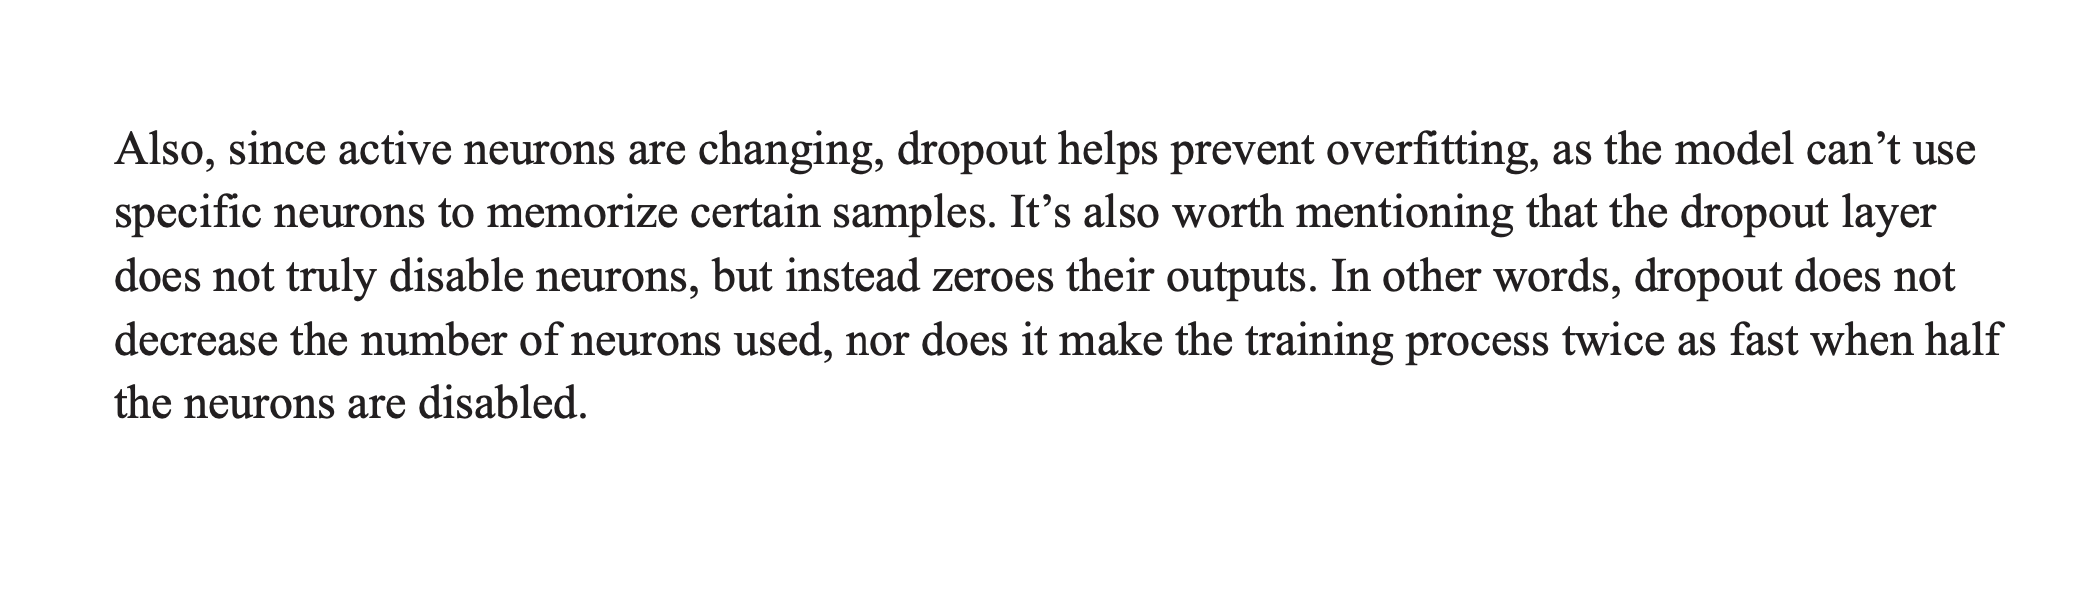 Also, since active neurons are changing, dropout helps prevent overfitting, as the model can’t use
specific neurons to memorize certain samples. It’s also worth mentioning that the dropout layer
does not truly disable neurons, but instead zeroes their outputs. In other words, dropout does not
decrease the number of neurons used, nor does it make the training process twice as fast when half
the neurons are disabled.